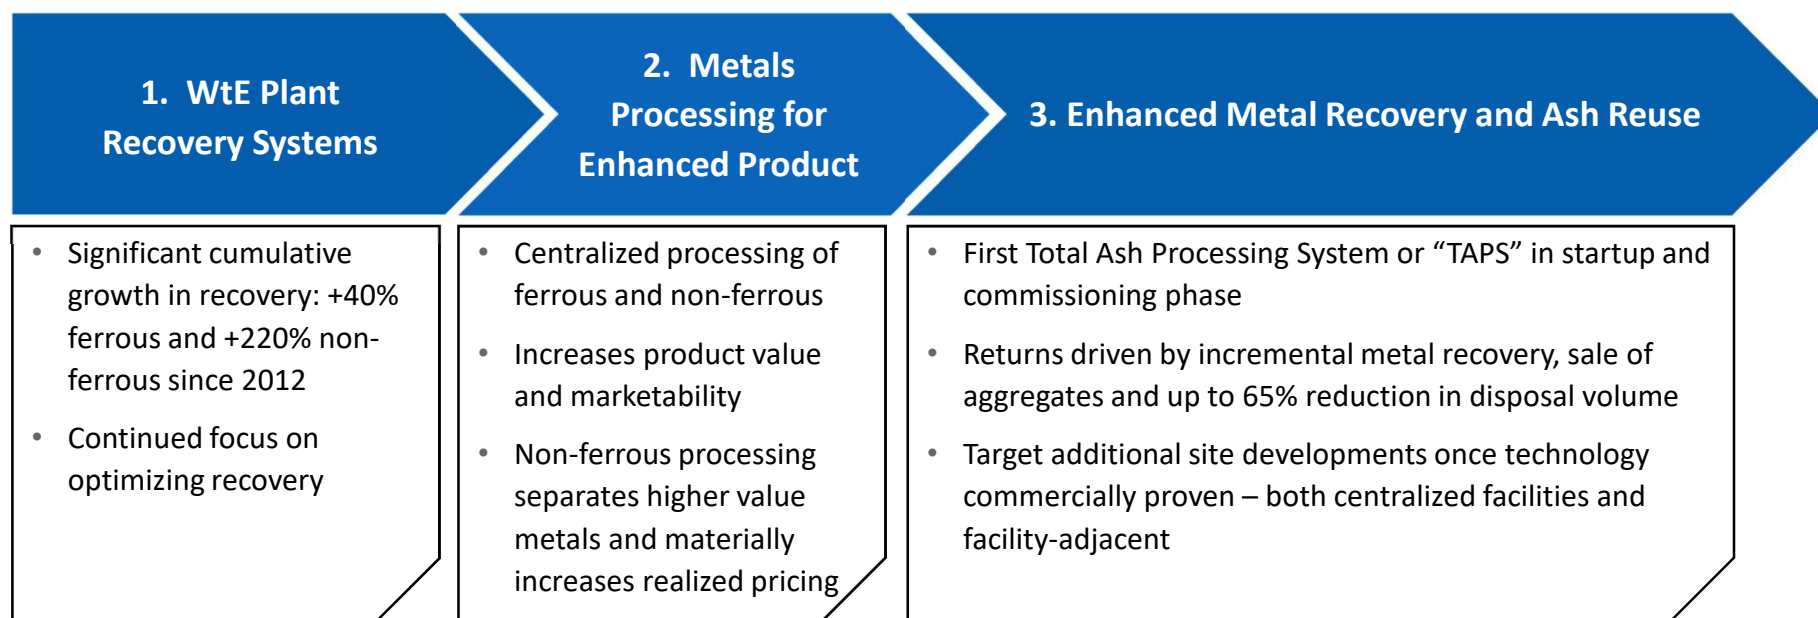 1. WtE Plant
Recovery Systems
2. Metals
Processing for
Enhanced Product
3. Enhanced Metal Recovery and Ash Reuse
• Significant cumulative
growth in recovery: +40%
ferrous and +220% non-
ferrous since 2012
• Continued focus on
optimizing recovery
• Centralized processing of
ferrous and non-ferrous
• Increases product value
and marketability
• Non-ferrous processing
separates higher value
metals and materially
increases realized pricing
• First Total Ash Processing System or “TAPS” in startup and
commissioning phase
• Returns driven by incremental metal recovery, sale of
aggregates and up to 65% reduction in disposal volume
• Target additional site developments once technology
commercially proven – both centralized facilities and
facility-adjacent